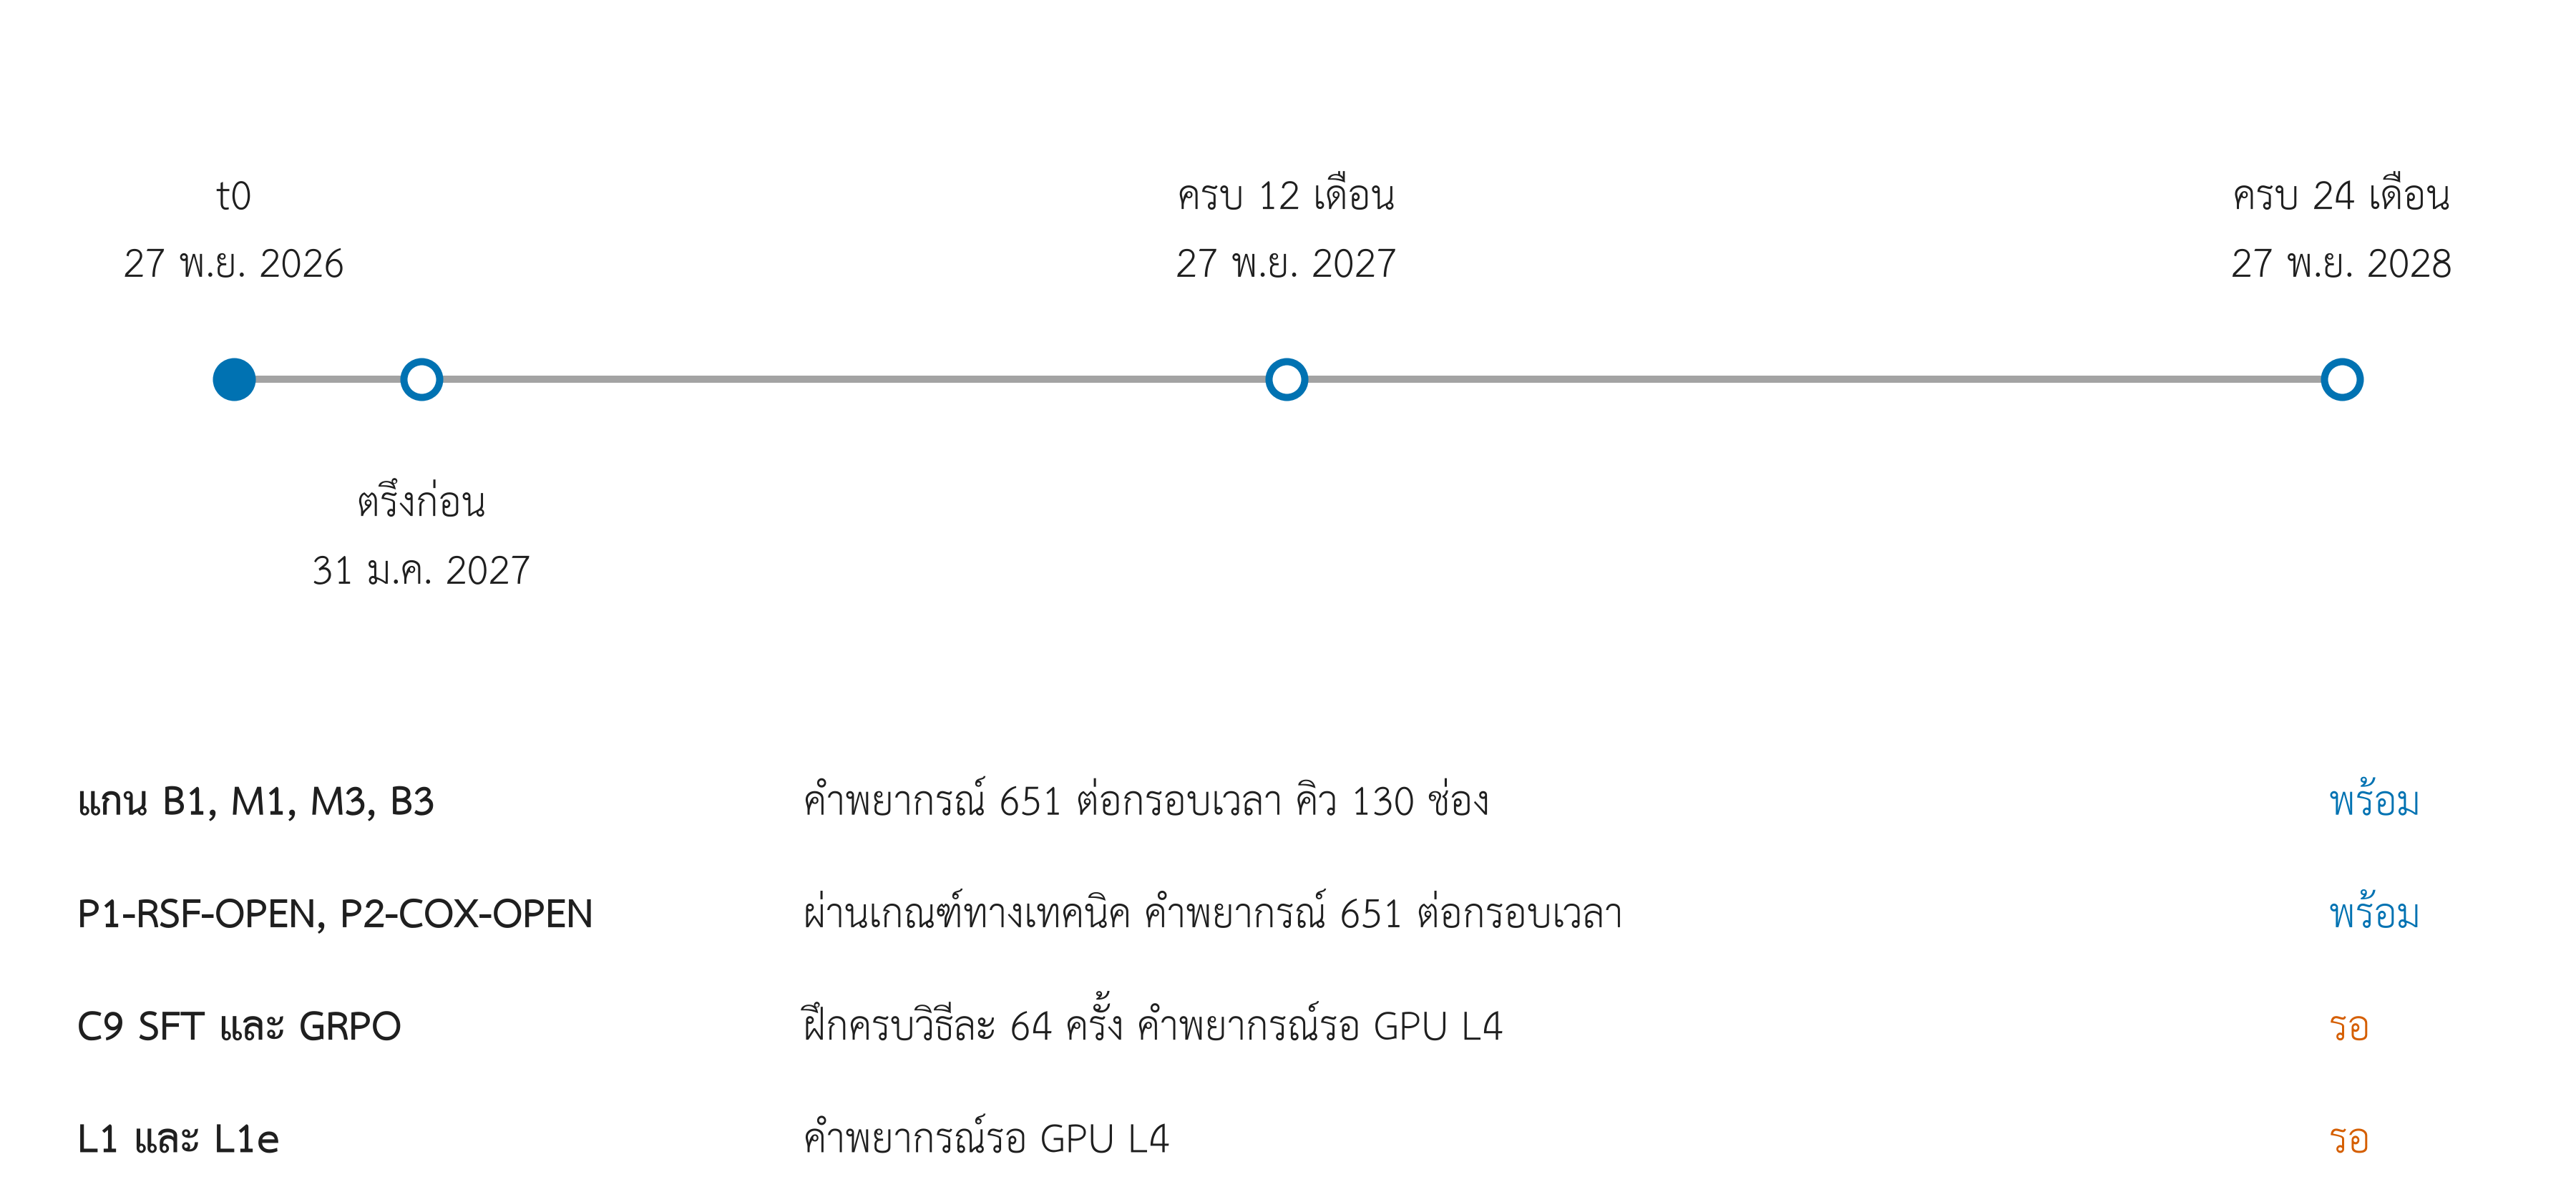 t0
27 พ.ย. 2026
ครบ 12 เดือน
27 พ.ย. 2027
ครบ 24 เดือน
27 พ.ย. 2028
ตรึงก่อน
31 ม.ค. 2027
แกน B1, M1, M3, B3 คำพยากรณ์ 651 ต่อกรอบเวลา คิว 130 ช่อง พร้อม
P1-RSF-OPEN, P2-COX-OPEN ผ่านเกณฑ์ทางเทคนิค คำพยากรณ์ 651 ต่อกรอบเวลา พร้อม
C9 SFT และ GRPO ฝึกครบวิธีละ 64 ครั้ง คำพยากรณ์รอ GPU L4 รอ
L1 และ L1e คำพยากรณ์รอ GPU L4 รอ